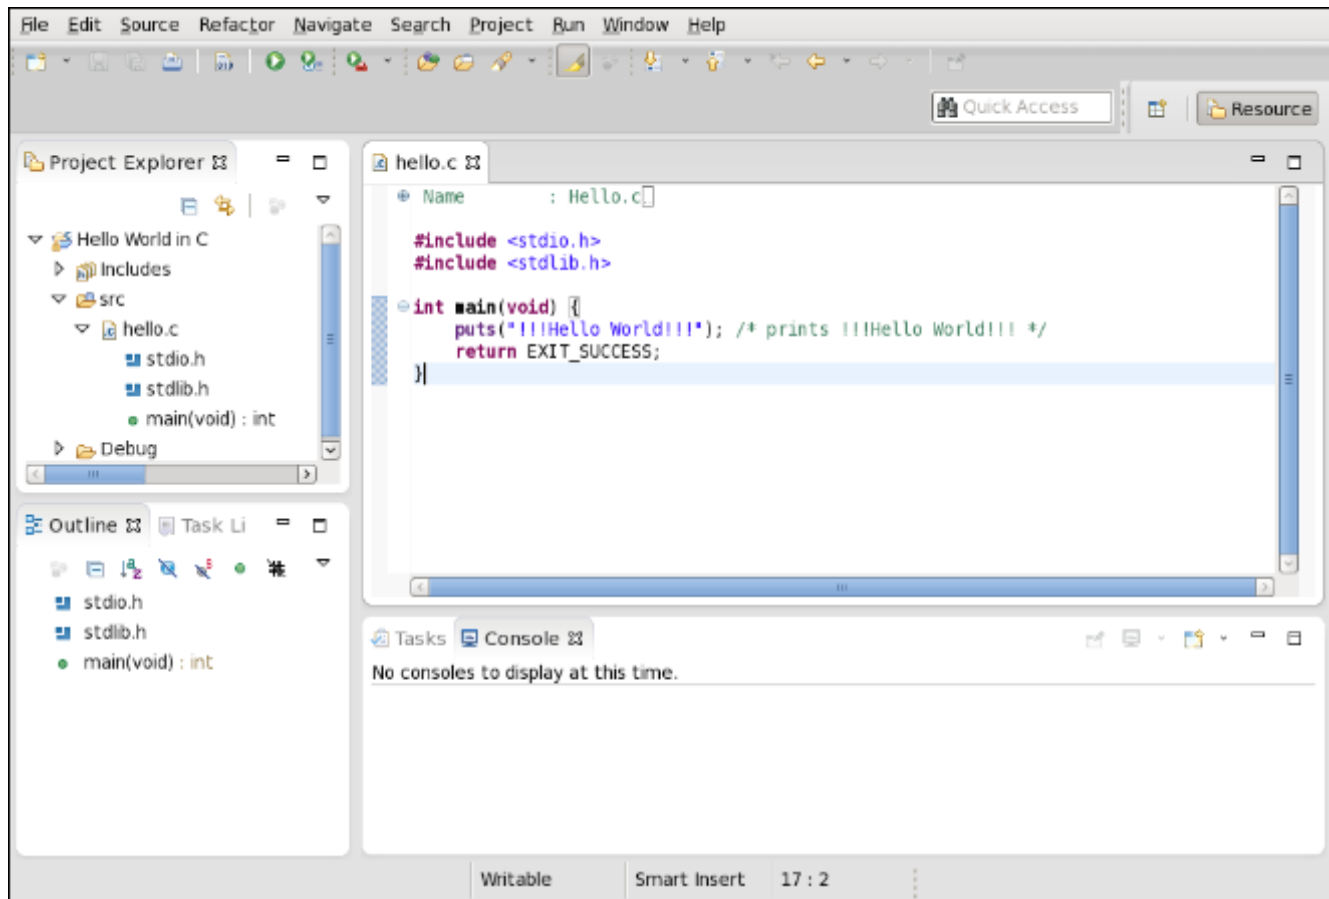 File Edit Source Refactor Navigate Search Project Run Window Help
Quick Access
Resource
Project Explorer
Hello World in C
Includes
src
hello.c
stdio.h
stdlib.h
main(void) : int
Debug
hello.c
Name : Hello.c
#include <stdio.h>
#include <stdlib.h>
int main(void) {
puts("!!!Hello World!!!"); /* prints !!!Hello World!!! */
return EXIT_SUCCESS;
}
Outline Task Li
stdio.h
stdlib.h
main(void) : int
Tasks Console
No consoles to display at this time.
Writable Smart Insert 17 : 2